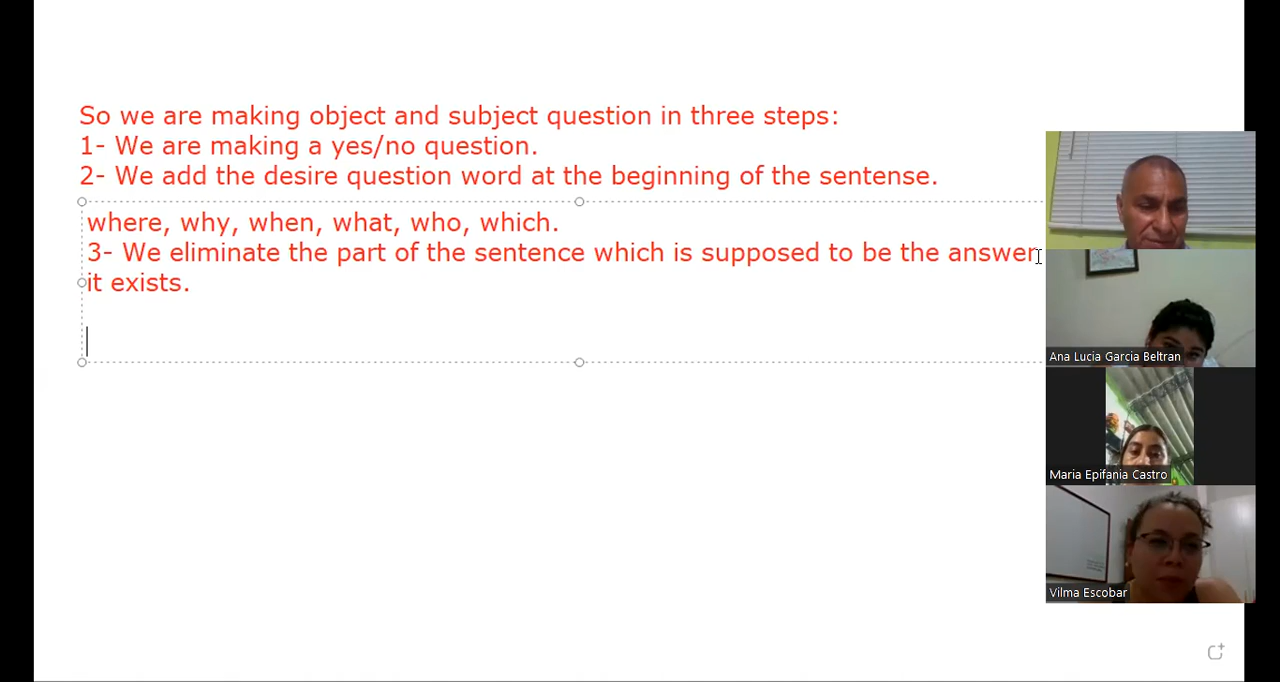 So we are making object and subject question in three steps:
1- We are making a yes/no question.
2- We add the desire question word at the beginning of the sentense.
where, why, when, what, who, which.
3- We eliminate the part of the sentence which is supposed to be the answer
it exists.
Ana Lucia Garcia Beltran
Maria Epifania Castro
Vilma Escobar